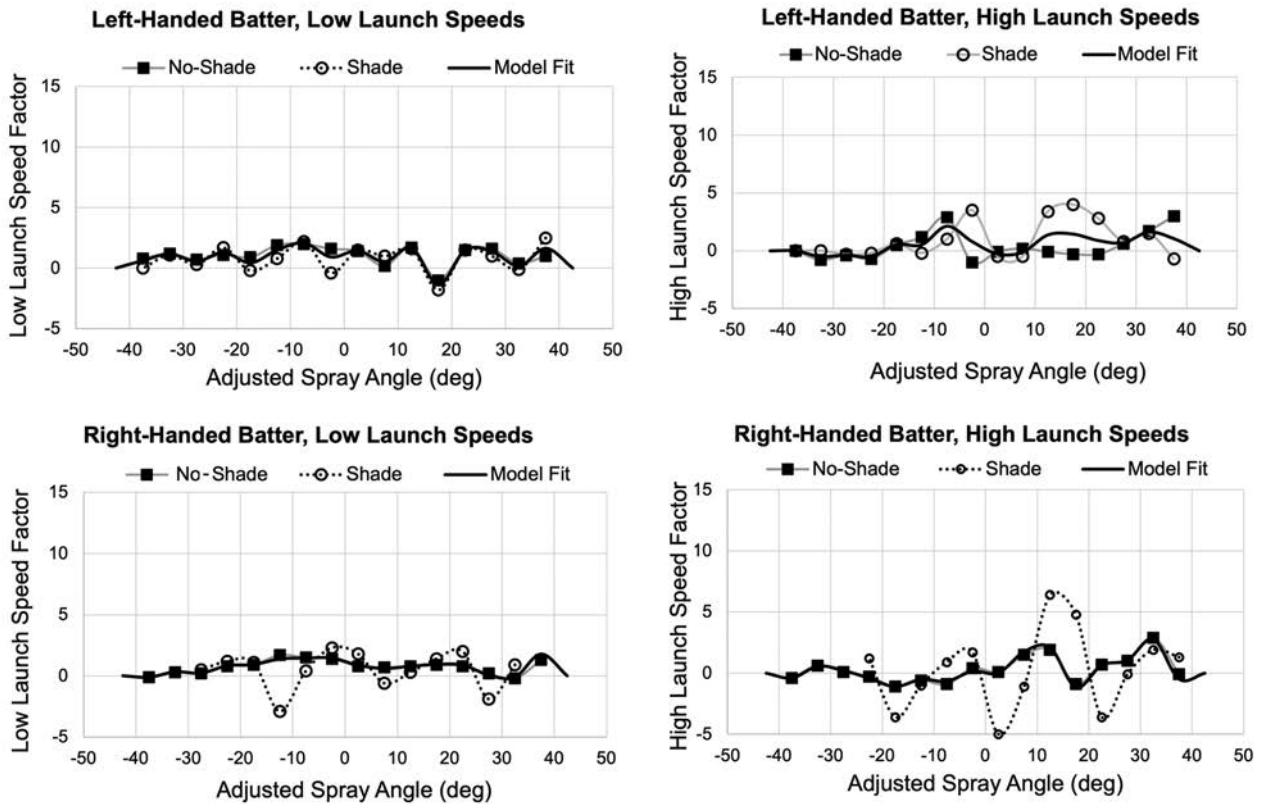 Left-Handed Batter, Low Launch Speeds
No-Shade Shade Model Fit
Low Launch Speed Factor
15
10
5
0
-5
-50 -40 -30 -20 -10 0 10 20 30 40 50
Adjusted Spray Angle (deg)
Left-Handed Batter, High Launch Speeds
No-Shade Shade Model Fit
High Launch Speed Factor
15
10
5
0
-5
-50 -40 -30 -20 -10 0 10 20 30 40 50
Adjusted Spray Angle (deg)
Right-Handed Batter, Low Launch Speeds
No-Shade Shade Model Fit
Low Launch Speed Factor
15
10
5
0
-5
-50 -40 -30 -20 -10 0 10 20 30 40 50
Adjusted Spray Angle (deg)
Right-Handed Batter, High Launch Speeds
No-Shade Shade Model Fit
High Launch Speed Factor
15
10
5
0
-5
-50 -40 -30 -20 -10 0 10 20 30 40 50
Adjusted Spray Angle (deg)